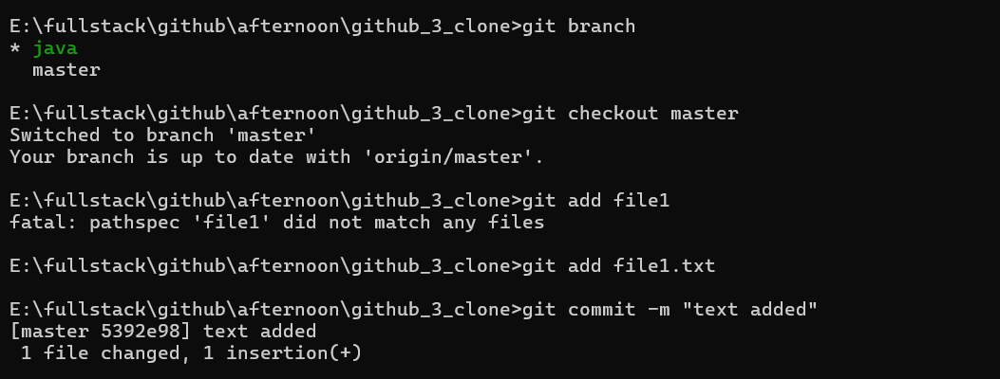 E:\fullstack\github\afternoon\github_3_clone>git branch
* java
  master
E:\fullstack\github\afternoon\github_3_clone>git checkout master
Switched to branch 'master'
Your branch is up to date with 'origin/master'.
E:\fullstack\github\afternoon\github_3_clone>git add file1
fatal: pathspec 'file1' did not match any files
E:\fullstack\github\afternoon\github_3_clone>git add file1.txt
E:\fullstack\github\afternoon\github_3_clone>git commit -m "text added"
[master 5392e98] text added
 1 file changed, 1 insertion(+)